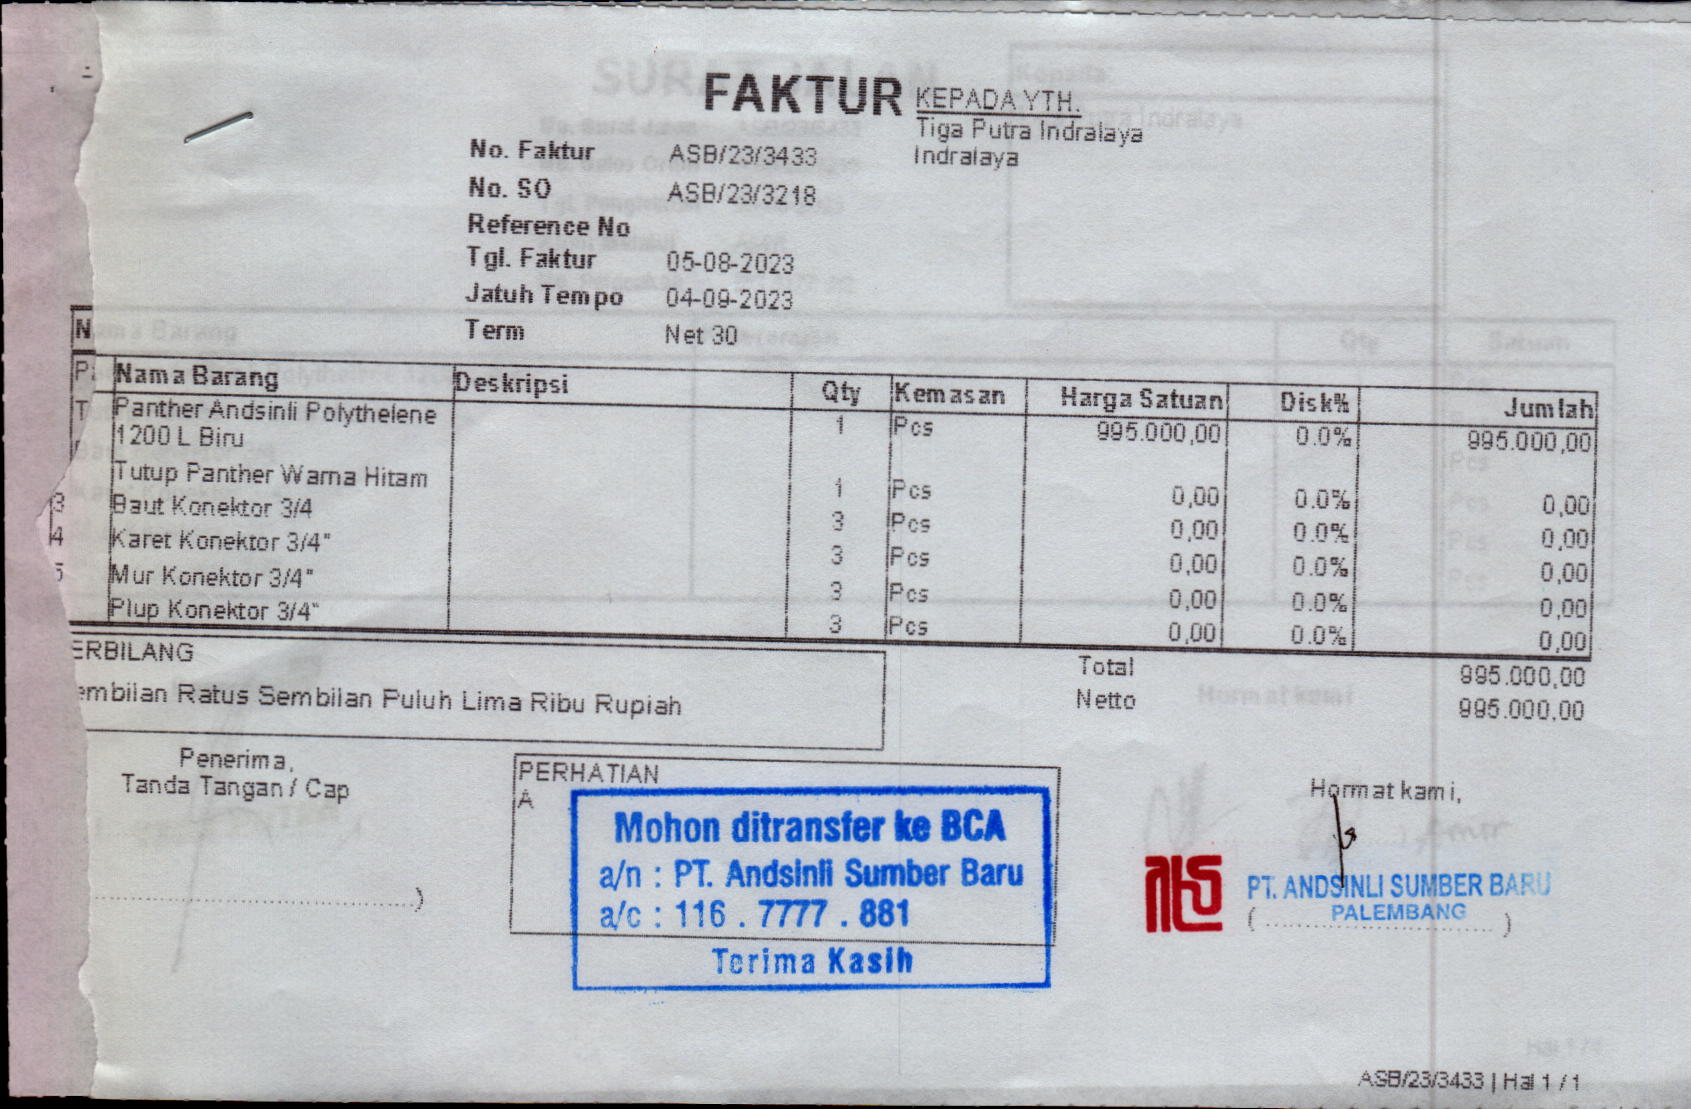 FAKTUR
KEPADA YTH.
Tiga Putra Indralaya
Indralaya
No. Faktur ASB/23/3433
No. SO ASB/23/3218
Reference No
Tgl. Faktur 05-08-2023
Jatuh Tempo 04-09-2023
Term Net 30
N
Nama Barang Deskripsi Qty Kemasan Harga Satuan Disk% Jumlah
Panther Andsinli Polythelene 1 Pcs 995.000,00 0.0% 995.000,00
1200 L Biru
Tutup Panther Warna Hitam 1 Pcs 0,00 0.0% 0,00
3 Baut Konektor 3/4 3 Pcs 0,00 0.0% 0,00
4 Karet Konektor 3/4" 3 Pcs 0,00 0.0% 0,00
5 Mur Konektor 3/4" 3 Pcs 0,00 0.0% 0,00
Plup Konektor 3/4" 3 Pcs 0,00 0.0% 0,00
ERBILANG
embilan Ratus Sembilan Puluh Lima Ribu Rupiah
Total 995.000,00
Netto 995.000,00
Penerima,
Tanda Tangan / Cap
PERHATIAN
A
Mohon ditransfer ke BCA
a/n : PT. Andsinli Sumber Baru
a/c : 116 . 7777 . 881
Terima Kasih
Hormat kami,
PT. ANDSINLI SUMBER BARU
PALEMBANG
ASB/23/3433 | Hal 1 / 1